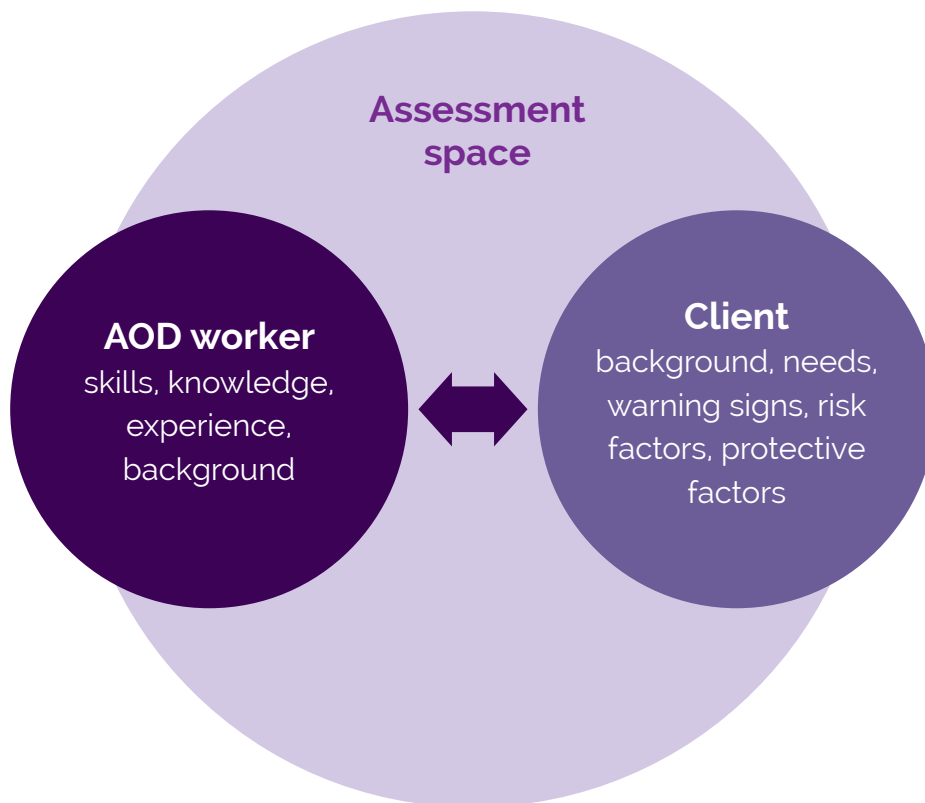 Assessment
space
AOD worker
skills, knowledge,
experience,
background
Client
background, needs,
warning signs, risk
factors, protective
factors